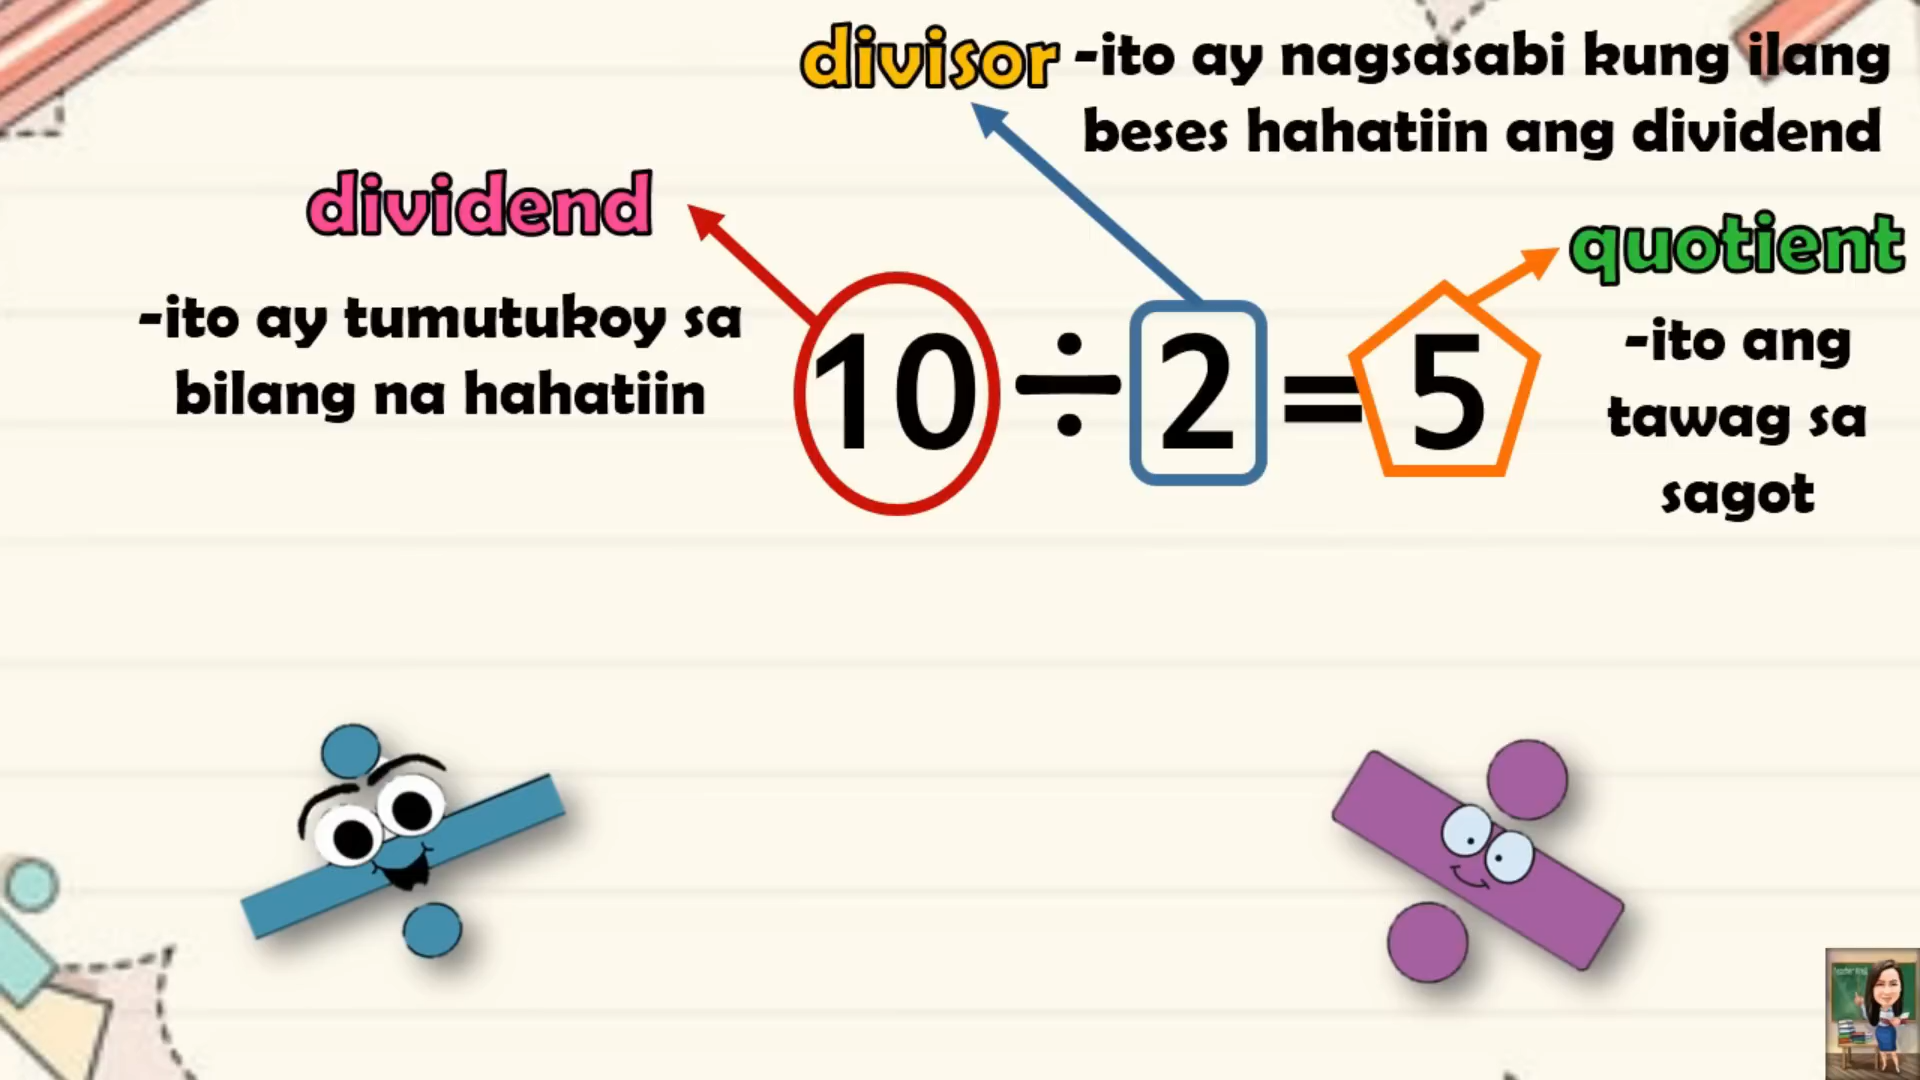 divisor -ito ay nagsasabi kung ilang
beses hahatiin ang dividend
dividend
-ito ay tumutukoy sa
bilang na hahatiin
10 ÷ 2 = 5
quotient
-ito ang
tawag sa
sagot